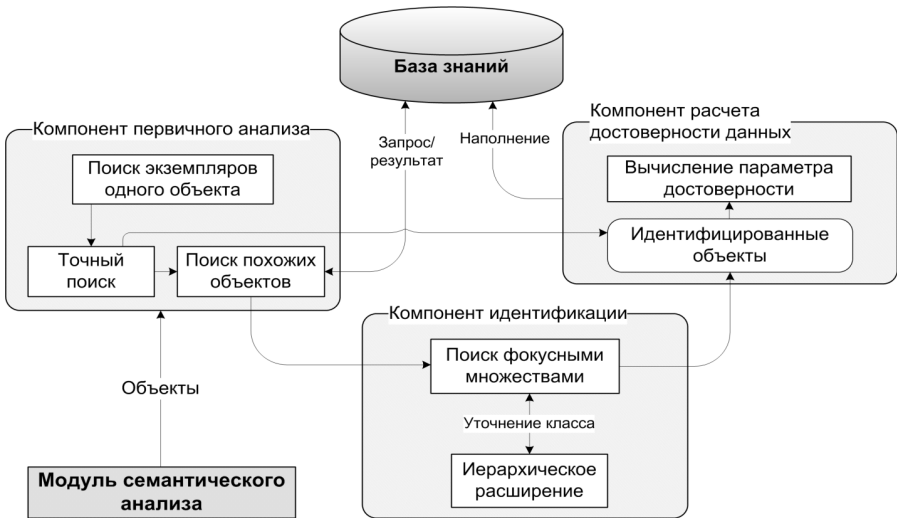 База знаний
Компонент расчета
достоверности данных
Компонент первичного анализа
Запрос/
результат
Наполнение
Поиск экземпляров
одного объекта
Вычисление параметра
достоверности
Точный
поиск
Поиск похожих
объектов
Идентифицированные
объекты
Компонент идентификации
Поиск фокусными
множествами
Объекты
Уточнение класса
Иерархическое
расширение
Модуль семантического
анализа